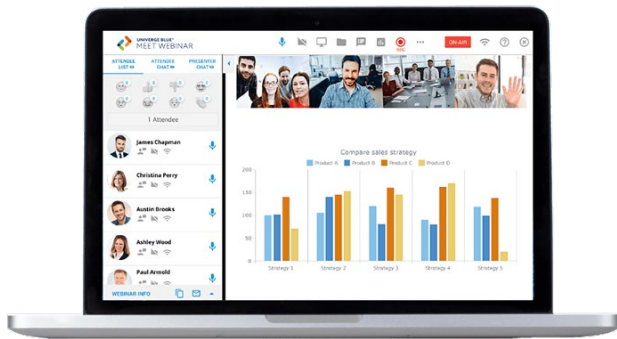 UNIVERGE BLUE®
MEET WEBINAR
REC
ON-AIR
ATTENDEE LIST
ATTENDEE CHAT
PRESENTER CHAT
1 Attendee
James Chapman
Christina Perry
Austin Brooks
Ashley Wood
Paul Armold
WEBINAR INFO
Compare sales strategy
Product A Product B Product C Product D
200
150
100
50
0
Strategy 1 Strategy 2 Strategy 3 Strategy 4 Strategy 5